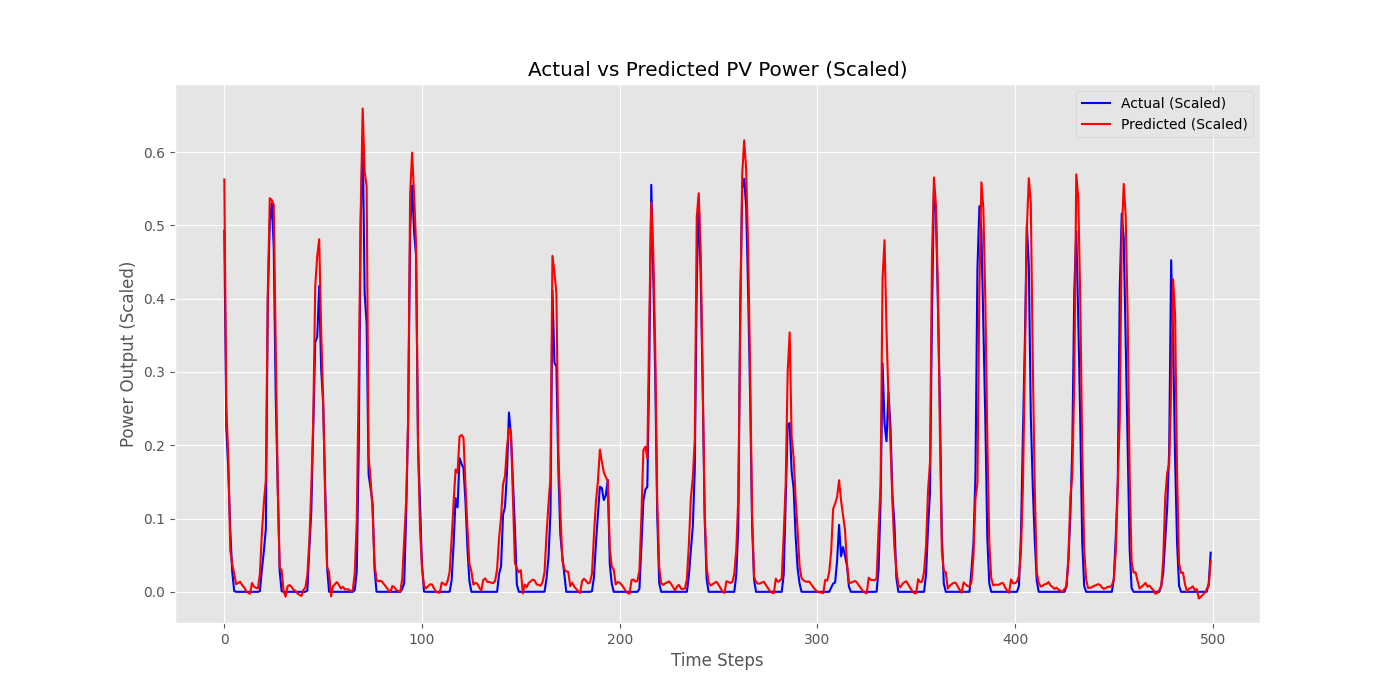 Actual vs Predicted PV Power (Scaled)
Actual (Scaled)
Predicted (Scaled)
Power Output (Scaled)
0.6
0.5
0.4
0.3
0.2
0.1
0.0
0 100 200 300 400 500
Time Steps